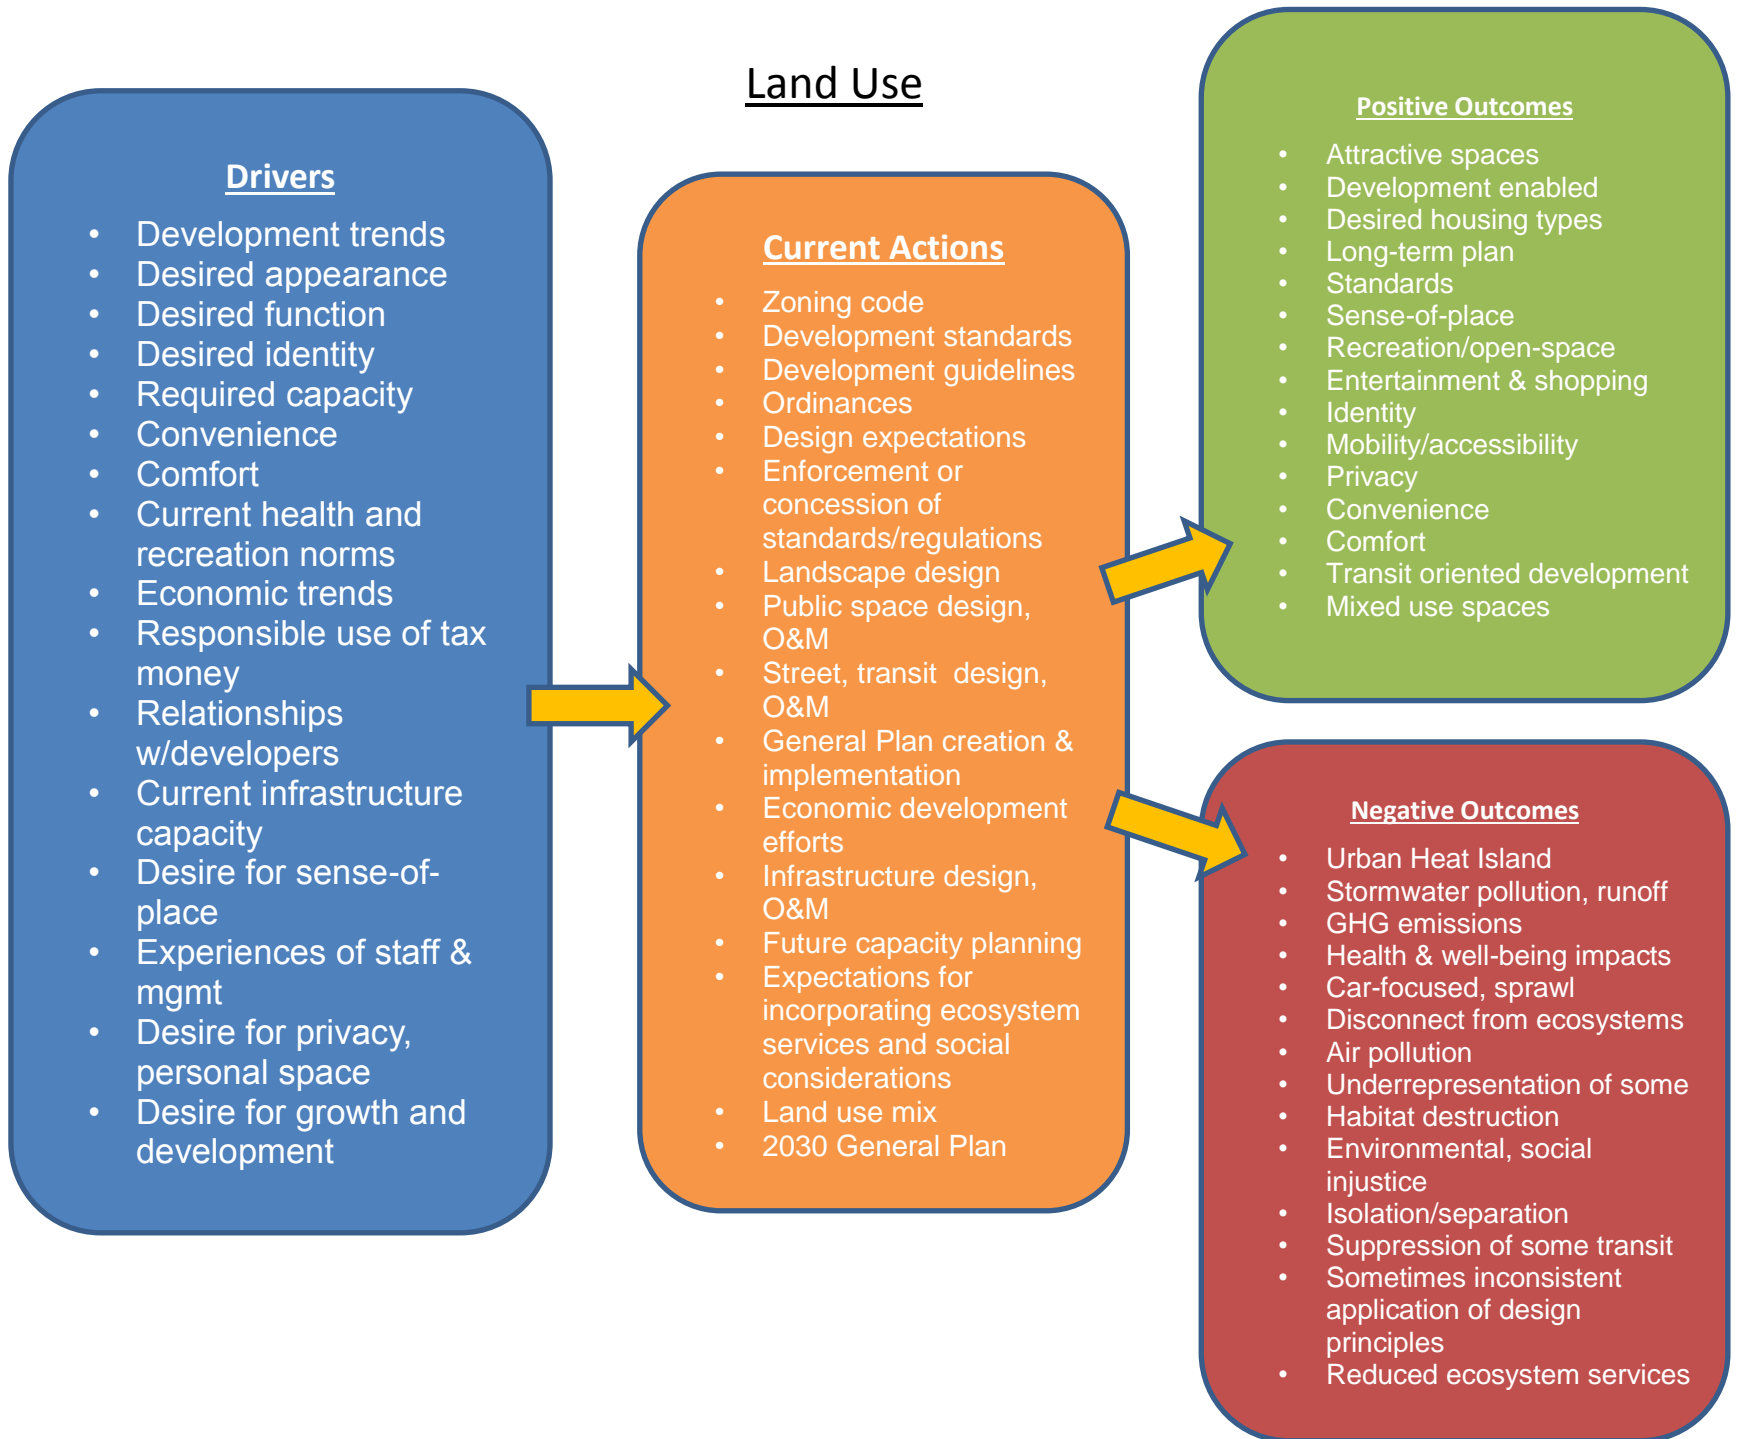 Land Use
Drivers
• Development trends
• Desired appearance
• Desired function
• Desired identity
• Required capacity
• Convenience
• Comfort
• Current health and
recreation norms
• Economic trends
• Responsible use of tax
money
• Relationships
w/developers
• Current infrastructure
capacity
• Desire for sense-of-
place
• Experiences of staff &
mgmt
• Desire for privacy,
personal space
• Desire for growth and
development
Current Actions
• Zoning code
• Development standards
• Development guidelines
• Ordinances
• Design expectations
• Enforcement or
concession of
standards/regulations
• Landscape design
• Public space design,
O&M
• Street, transit  design,
O&M
• General Plan creation &
implementation
• Economic development
efforts
• Infrastructure design,
O&M
• Future capacity planning
• Expectations for
incorporating ecosystem
services and social
considerations
• Land use mix
• 2030 General Plan
Positive Outcomes
• Attractive spaces
• Development enabled
• Desired housing types
• Long-term plan
• Standards
• Sense-of-place
• Recreation/open-space
• Entertainment & shopping
• Identity
• Mobility/accessibility
• Privacy
• Convenience
• Comfort
• Transit oriented development
• Mixed use spaces
Negative Outcomes
• Urban Heat Island
• Stormwater pollution, runoff
• GHG emissions
• Health & well-being impacts
• Car-focused, sprawl
• Disconnect from ecosystems
• Air pollution
• Underrepresentation of some
• Habitat destruction
• Environmental, social
injustice
• Isolation/separation
• Suppression of some transit
• Sometimes inconsistent
application of design
principles
• Reduced ecosystem services